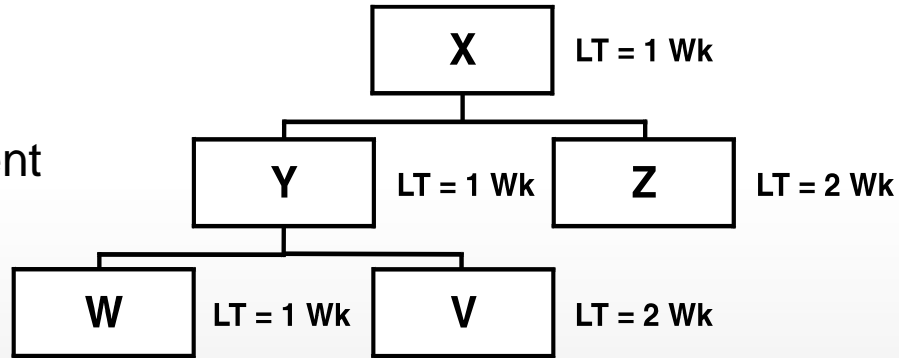 X LT = 1 Wk
nt
Y LT = 1 Wk Z LT = 2 Wk
W LT = 1 Wk V LT = 2 Wk